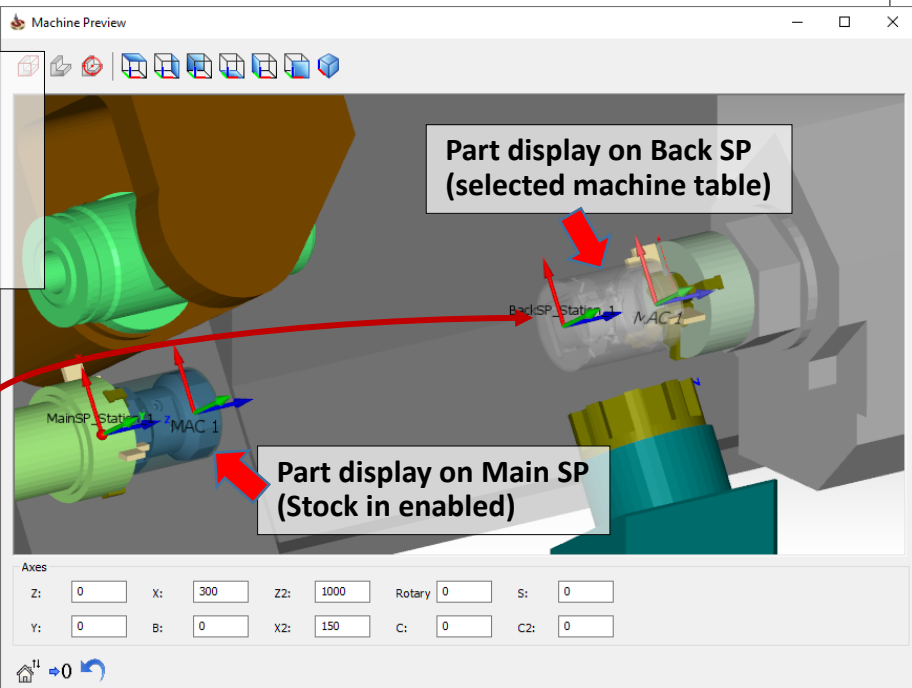 Machine Preview
Part display on Back SP
(selected machine table)
BackSP_Station_1
MAC 1
MainSP_Station_1
z
MAC 1
Part display on Main SP
(Stock in enabled)
Axes
Z: 0 X: 300 Z2: 1000 Rotary 0 S: 0
Y: 0 B: 0 X2: 150 C: 0 C2: 0
0